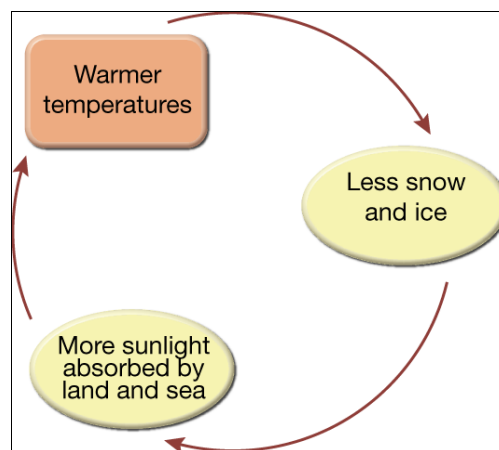 Warmer
temperatures
Less snow
and ice
More sunlight
absorbed by
land and sea